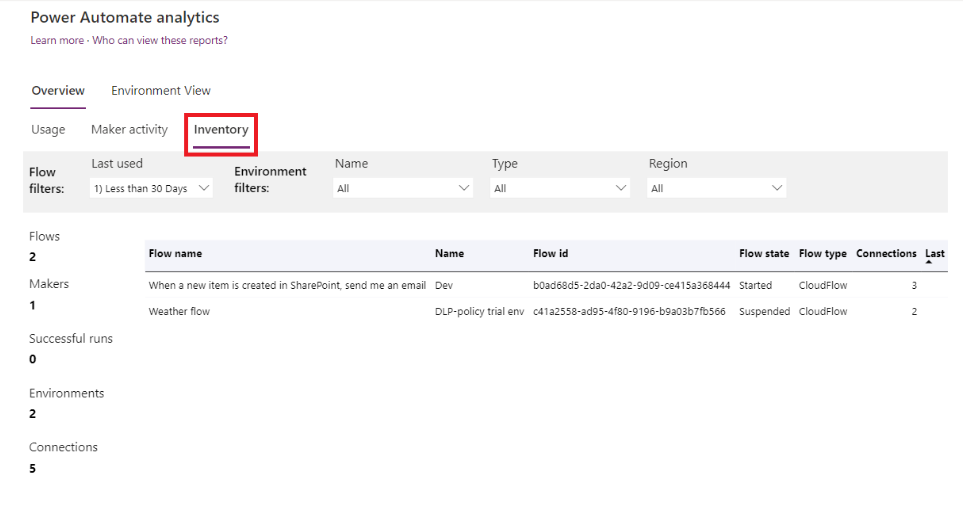 Power Automate analytics
Learn more · Who can view these reports?
Overview Environment View
Usage Maker activity Inventory
Flow filters: Last used 1) Less than 30 Days Environment filters: Name All Type All Region All
Flows
2
Makers
1
Successful runs
0
Environments
2
Connections
5
Flow name Name Flow id Flow state Flow type Connections Last
When a new item is created in SharePoint, send me an email Dev b0ad68d5-2da0-42a2-9d09-ce415a368444 Started CloudFlow 3
Weather flow DLP-policy trial env c41a2558-ad95-4f80-9196-b9a03b7fb566 Suspended CloudFlow 2